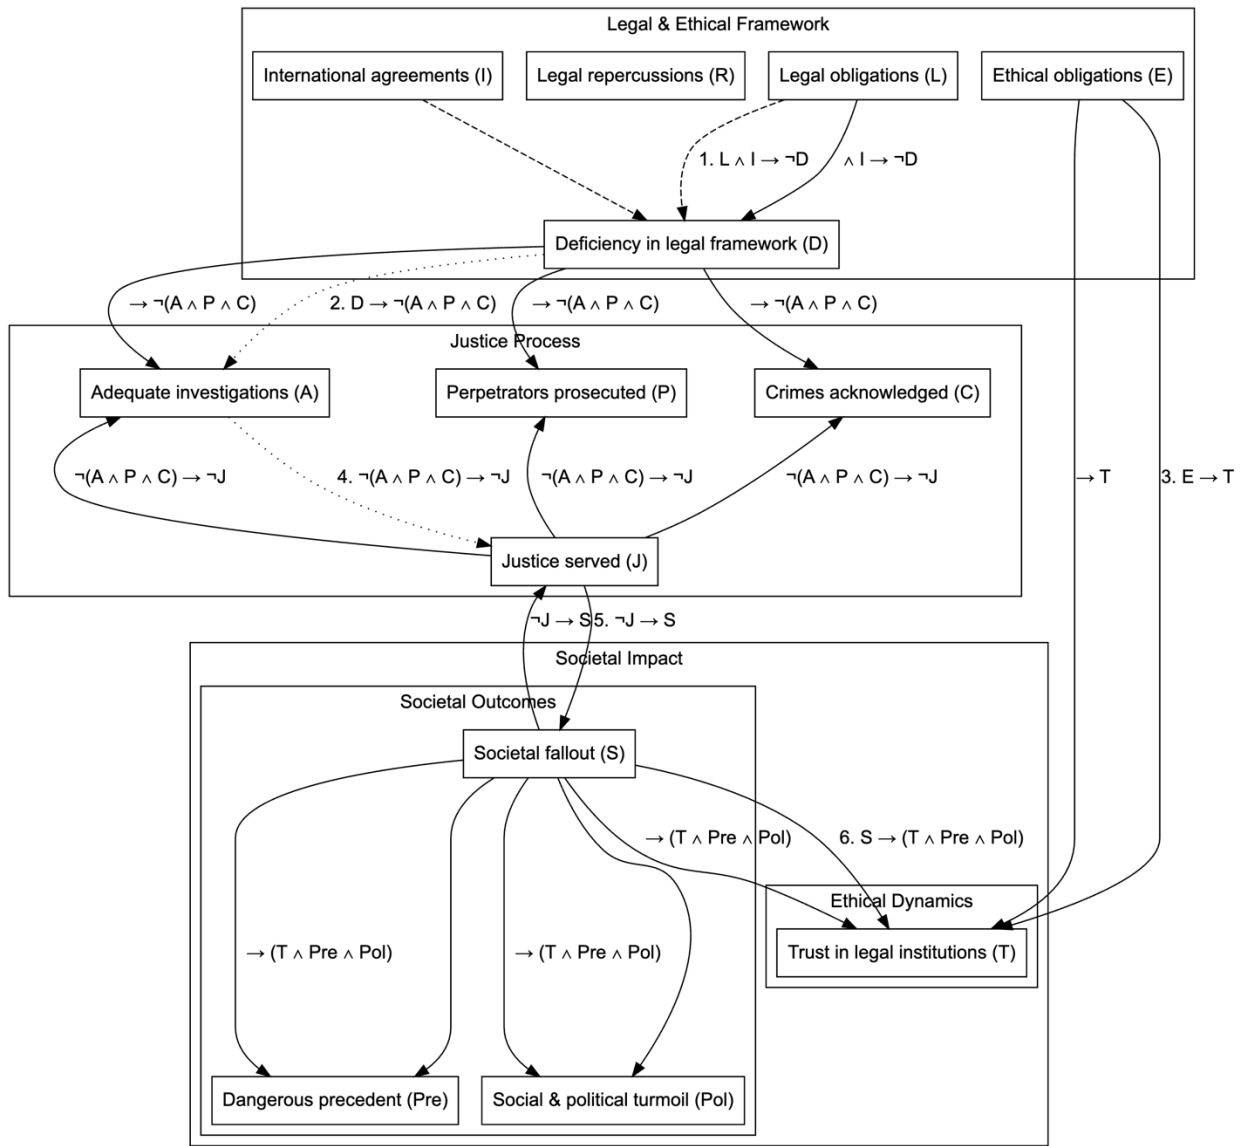 Legal & Ethical Framework
International agreements (I)
Legal repercussions (R)
Legal obligations (L)
Ethical obligations (E)
1. L ∧ I → ¬D
∧ I → ¬D
Deficiency in legal framework (D)
→ ¬(A ∧ P ∧ C)
2. D → ¬(A ∧ P ∧ C)
→ ¬(A ∧ P ∧ C)
→ ¬(A ∧ P ∧ C)
Justice Process
Adequate investigations (A)
Perpetrators prosecuted (P)
Crimes acknowledged (C)
¬(A ∧ P ∧ C) → ¬J
4. ¬(A ∧ P ∧ C) → ¬J
¬(A ∧ P ∧ C) → ¬J
¬(A ∧ P ∧ C) → ¬J
→ T
3. E → T
Justice served (J)
¬J → S
5. ¬J → S
Societal Impact
Societal Outcomes
Societal fallout (S)
→ (T ∧ Pre ∧ Pol)
6. S → (T ∧ Pre ∧ Pol)
Ethical Dynamics
→ (T ∧ Pre ∧ Pol)
→ (T ∧ Pre ∧ Pol)
Trust in legal institutions (T)
Dangerous precedent (Pre)
Social & political turmoil (Pol)